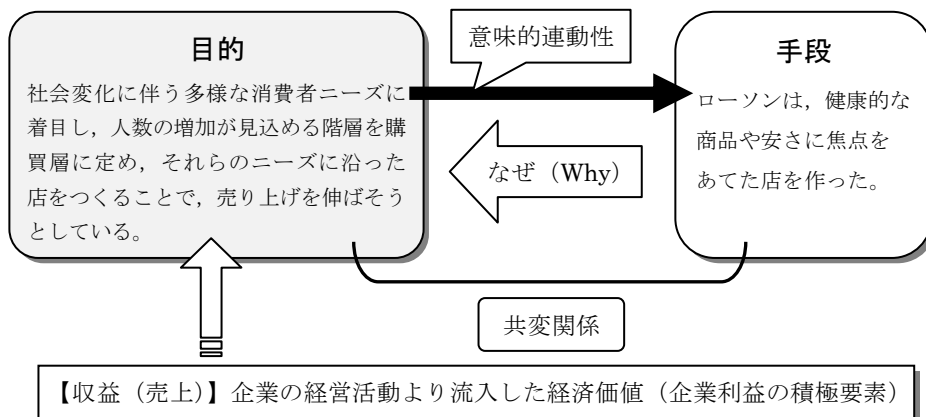 目的
社会変化に伴う多様な消費者ニーズに
着目し，人数の増加が見込める階層を購
買層に定め，それらのニーズに沿った
店をつくることで，売り上げを伸ばそう
としている。
意味的連動性
なぜ（Why）
手段
ローソンは，健康的な
商品や安さに焦点を
あてた店を作った。
共変関係
【収益（売上）】企業の経営活動より流入した経済価値（企業利益の積極要素）